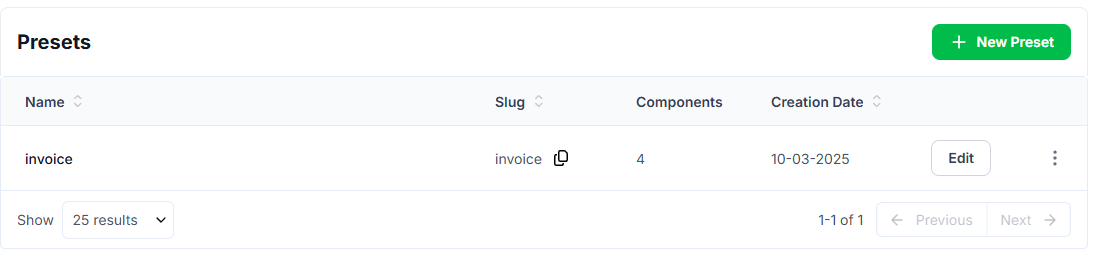 Presets
New Preset
Name Slug Components Creation Date
invoice invoice 4 10-03-2025 Edit
Show 25 results 1-1 of 1 Previous Next